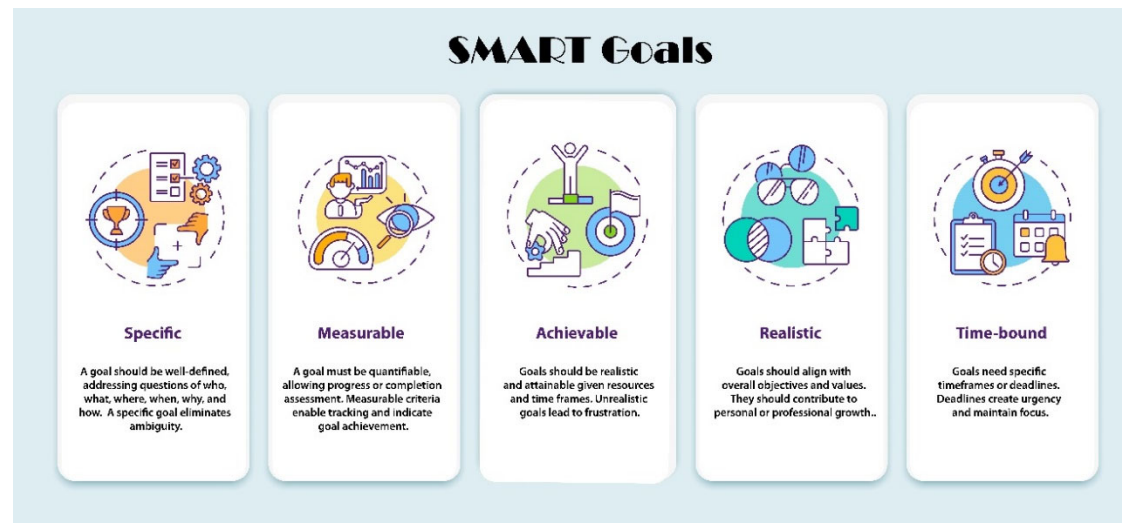 SMART Goals
Specific
A goal should be well-defined,
addressing questions of who,
what, where, when, why, and
how.  A specific goal eliminates
ambiguity.
Measurable
A goal must be quantifiable,
allowing progress or completion
assessment. Measurable criteria
enable tracking and indicate
goal achievement.
Achievable
Goals should be realistic
and attainable given resources
and time frames. Unrealistic
goals lead to frustration.
Realistic
Goals should align with
overall objectives and values.
They should contribute to
personal or professional growth..
Time-bound
Goals need specific
timeframes or deadlines.
Deadlines create urgency
and maintain focus.